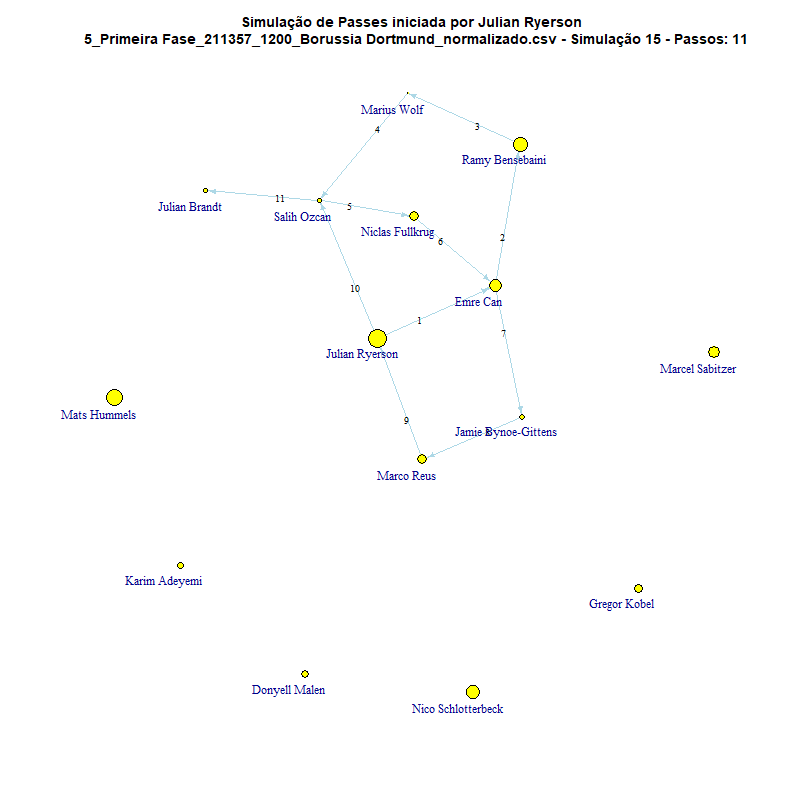 Simulação de Passes iniciada por Julian Ryerson
5_Primeira Fase_211357_1200_Borussia Dortmund_normalizado.csv - Simulação 15 - Passos: 11
Marius Wolf
3
4
Ramy Bensebaini
Julian Brandt
11
Salih Ozcan
5
Niclas Fullkrug
6
2
10
Emre Can
1
7
Julian Ryerson
Marcel Sabitzer
Mats Hummels
9
Jamie Bynoe-Gittens
8
Marco Reus
Karim Adeyemi
Gregor Kobel
Donyell Malen
Nico Schlotterbeck